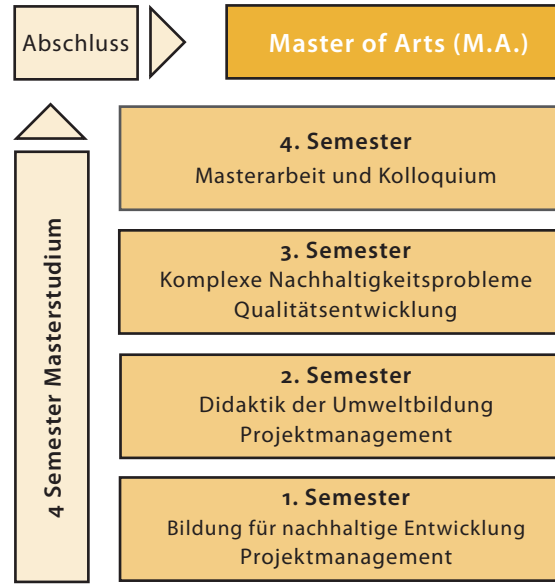 Abschluss
Master of Arts (M.A.)
4. Semester
Masterarbeit und Kolloquium
3. Semester
Komplexe Nachhaltigkeitsprobleme
Qualitätsentwicklung
2. Semester
Didaktik der Umweltbildung
Projektmanagement
1. Semester
Bildung für nachhaltige Entwicklung
Projektmanagement
4 Semester Masterstudium